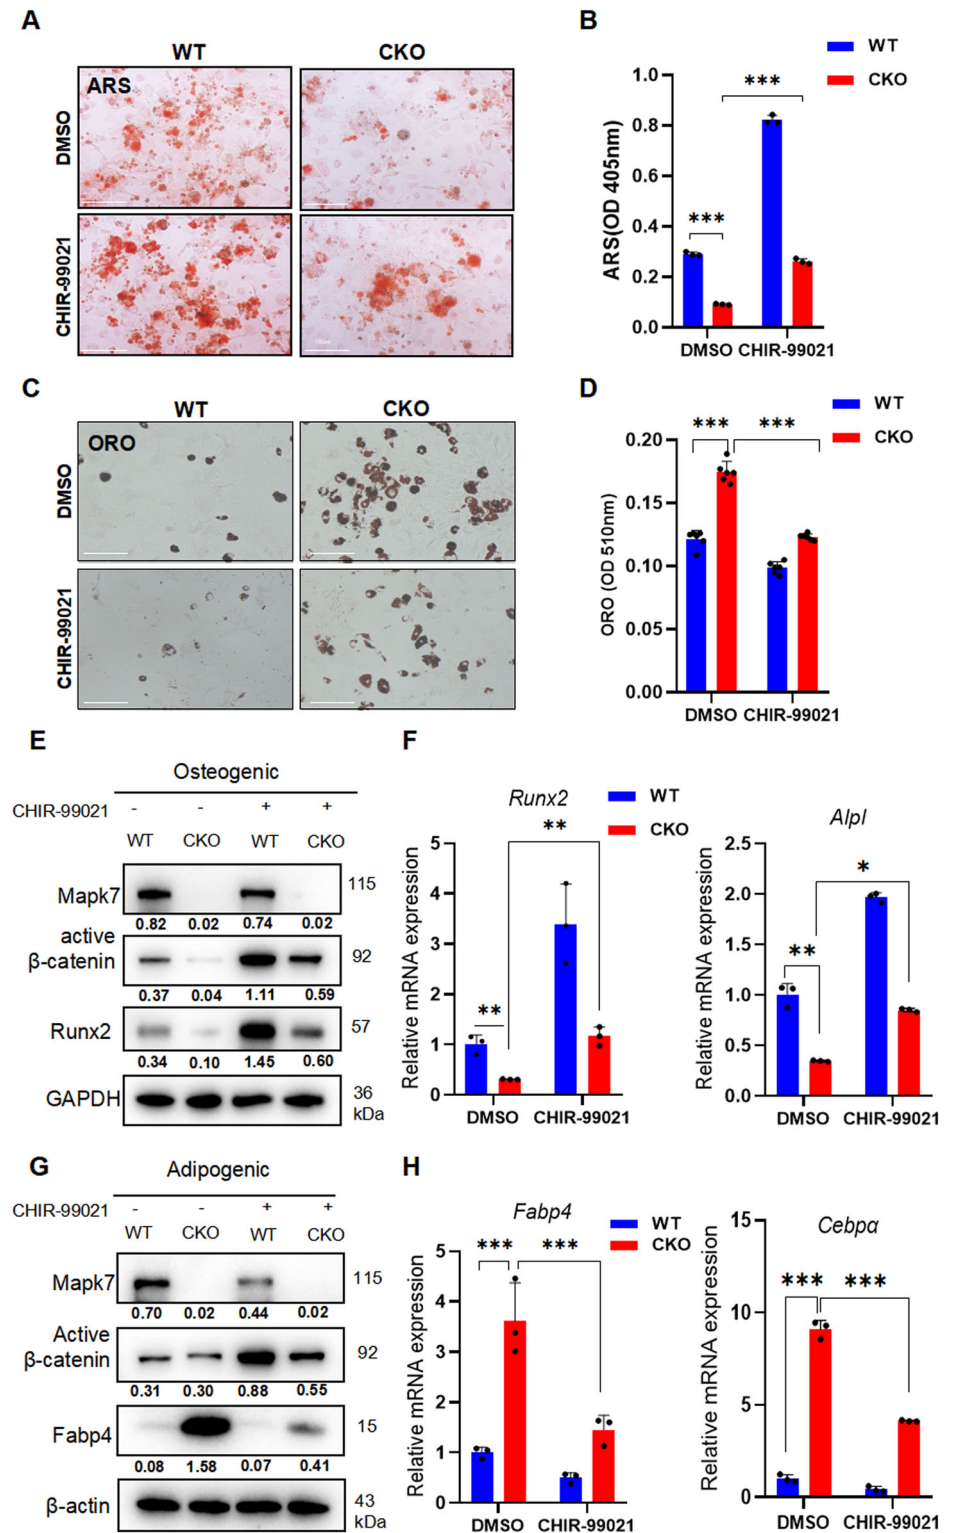 A
WT CKO
ARS
DMSO
CHIR-99021
B
WT
CKO
ARS(OD 405nm)
1.0
0.8
0.6
0.4
0.2
0.0
***
***
DMSO CHIR-99021
C
WT CKO
ORO
DMSO
CHIR-99021
D
WT
CKO
ORO (OD 510nm)
0.20
0.15
0.10
0.05
0.00
*** ***
DMSO CHIR-99021
E
Osteogenic
CHIR-99021 - - + +
WT CKO WT CKO
Mapk7 115
0.82 0.02 0.74 0.02
active
β-catenin 92
0.37 0.04 1.11 0.59
Runx2 57
0.34 0.10 1.45 0.60
GAPDH 36
kDa
F
Runx2
WT
CKO
Relative mRNA expression
5
4
3
2
1
0
**
**
DMSO CHIR-99021
Alpl
Relative mRNA expression
2.5
2.0
1.5
1.0
0.5
0.0
*
**
DMSO CHIR-99021
G
Adipogenic
CHIR-99021 - - + +
WT CKO WT CKO
Mapk7 115
0.70 0.02 0.44 0.02
Active
β-catenin 92
0.31 0.30 0.88 0.55
Fabp4 15
0.08 1.58 0.07 0.41
β-actin 43
kDa
H
Fabp4
WT
CKO
Relative mRNA expression
5
4
3
2
1
0
*** ***
DMSO CHIR-99021
Cebpα
Relative mRNA expression
15
10
5
0
*** ***
DMSO CHIR-99021